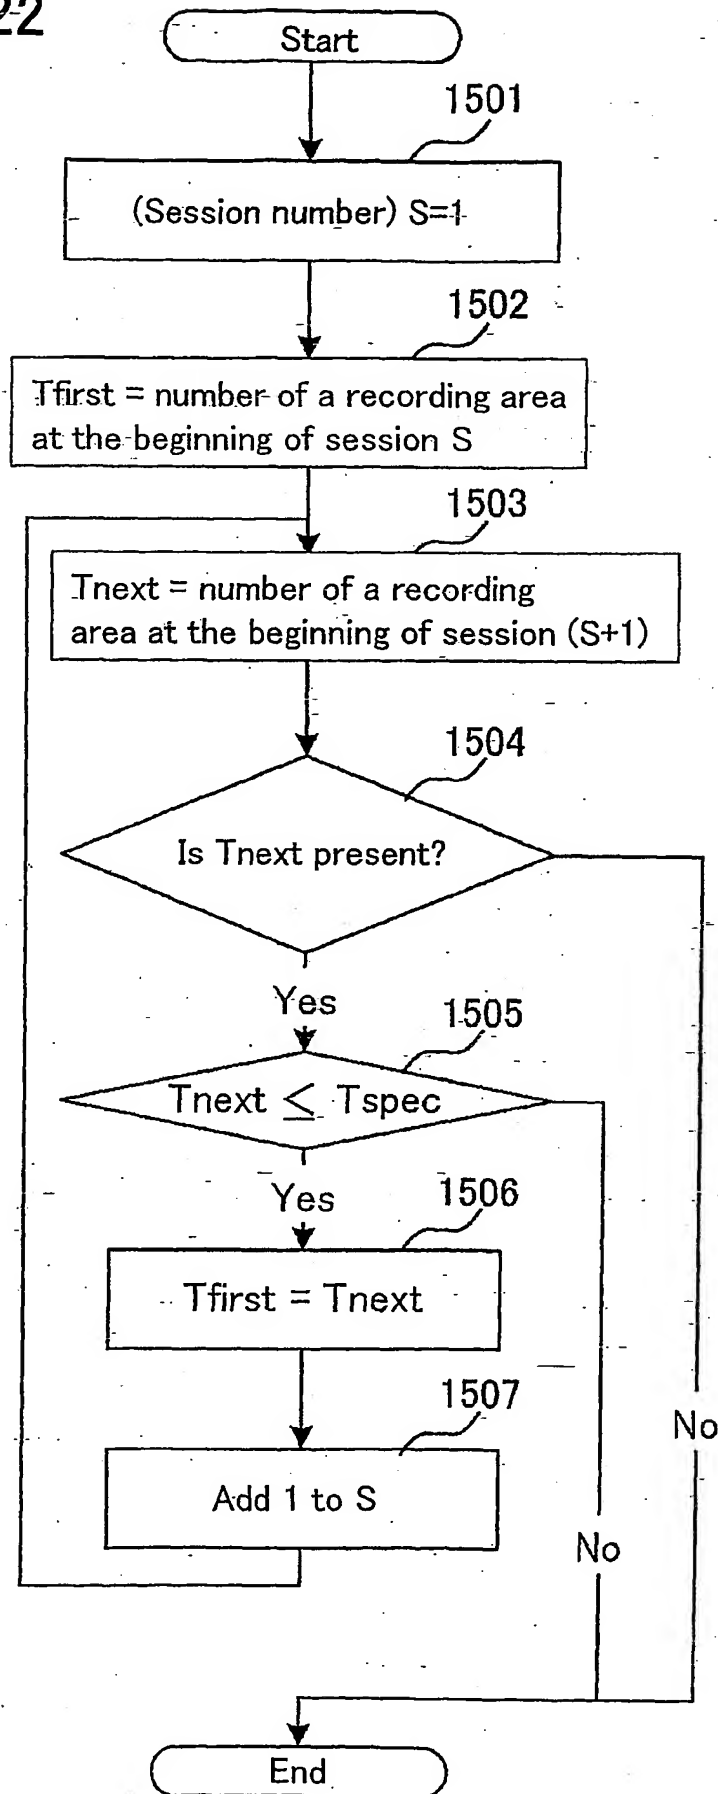 22
Start
1501
(Session number) S=1
1502
Tfirst = number of a recording area
at the beginning of session S
1503
Tnext = number of a recording
area at the beginning of session (S+1)
1504
Is Tnext present?
Yes
1505
Tnext ≤ Tspec
Yes
1506
Tfirst = Tnext
1507
Add 1 to S
No
No
End